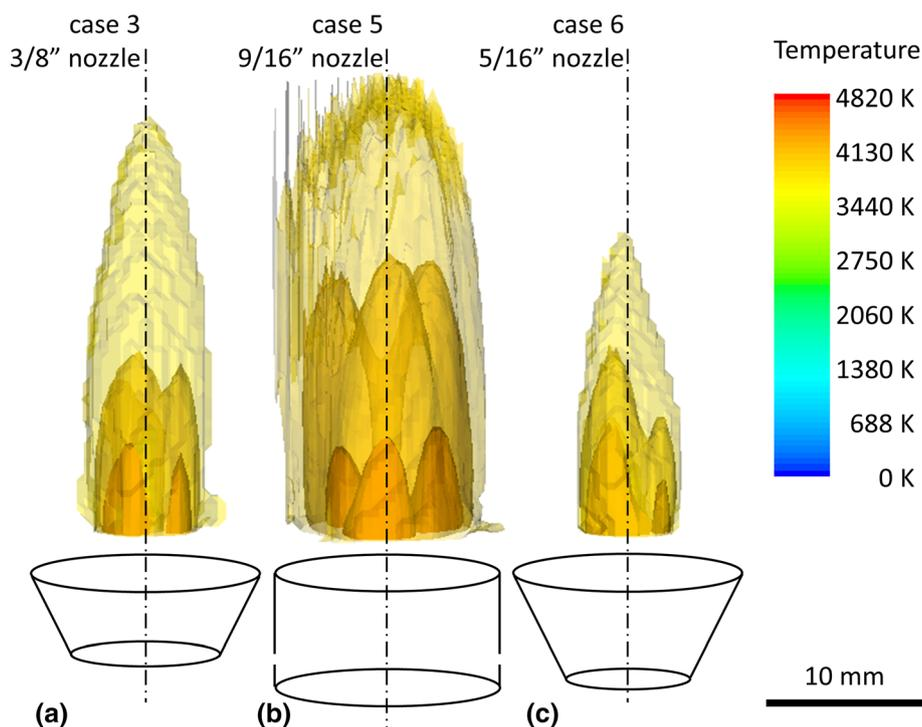 case 3
3/8” nozzle
case 5
9/16” nozzle
case 6
5/16” nozzle
Temperature
4820 K
4130 K
3440 K
2750 K
2060 K
1380 K
688 K
0 K
10 mm
(a)
(b)
(c)